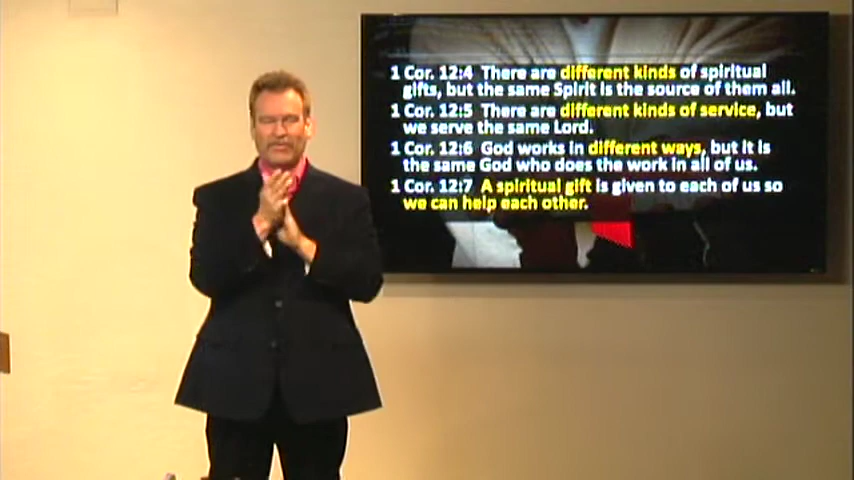 1 Cor. 12:4 There are different kinds of spiritual
gifts, but the same Spirit is the source of them all.
1 Cor. 12:5 There are different kinds of service, but
we serve the same Lord.
1 Cor. 12:6 God works in different ways, but it is
the same God who does the work in all of us.
1 Cor. 12:7 A spiritual gift is given to each of us so
we can help each other.